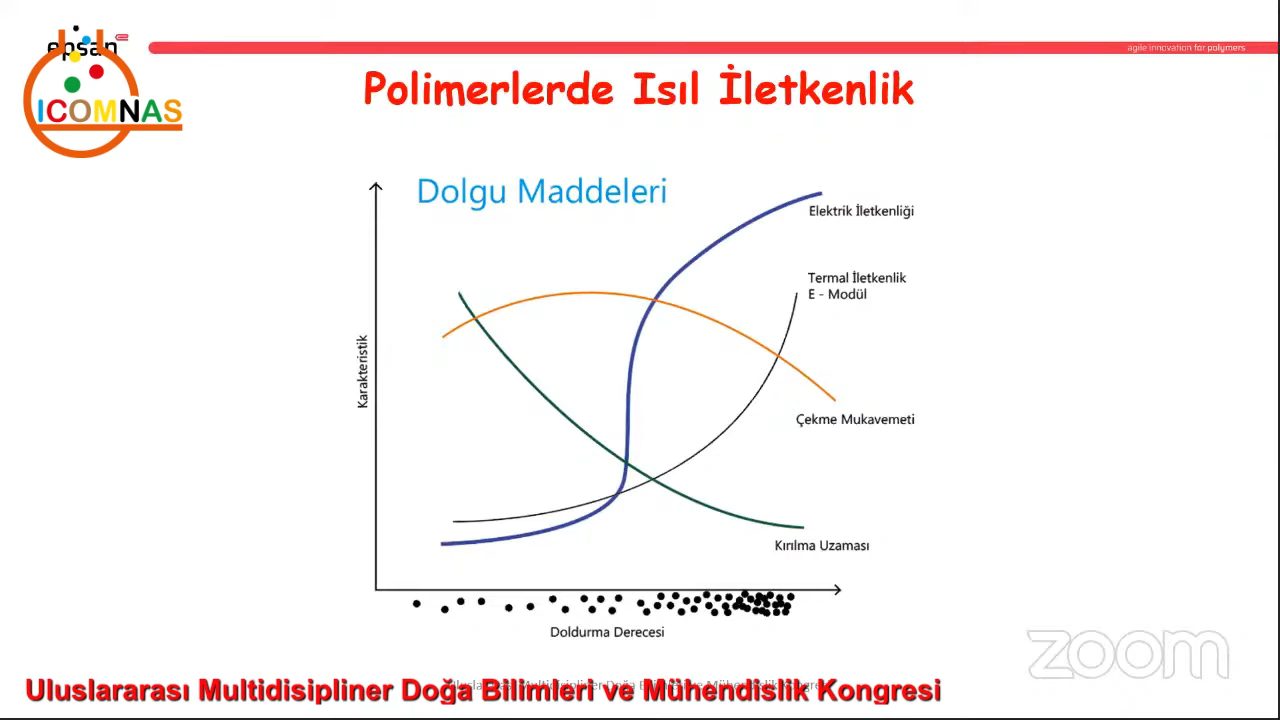 epsan
agile innovation for polymers
ICOMNAS
Polimerlerde Isıl İletkenlik
Dolgu Maddeleri
Elektrik İletkenliği
Termal İletkenlik
E - Modül
Karakteristik
Çekme Mukavemeti
Kırılma Uzaması
Doldurma Derecesi
zoom
Uluslararası Multidisipliner Doğa Bilimleri ve Mühendislik Kongresi